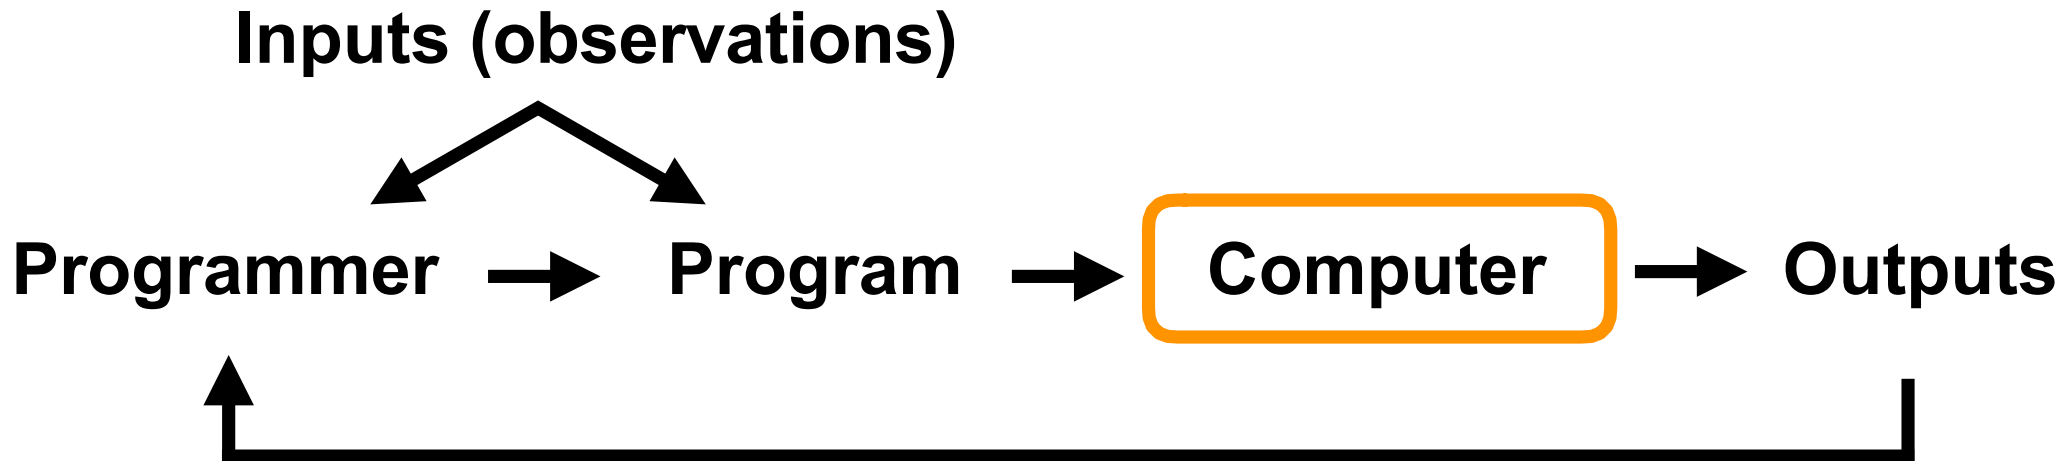 Inputs (observations)
Programmer
Program
Computer
Outputs